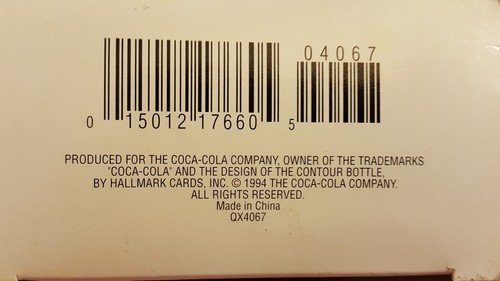 04067
0 15012 17660 5
PRODUCED FOR THE COCA-COLA COMPANY, OWNER OF THE TRADEMARKS
"COCA-COLA" AND THE DESIGN OF THE CONTOUR BOTTLE,
BY HALLMARK CARDS, INC. © 1994 THE COCA-COLA COMPANY.
ALL RIGHTS RESERVED.
Made in China
QX4067